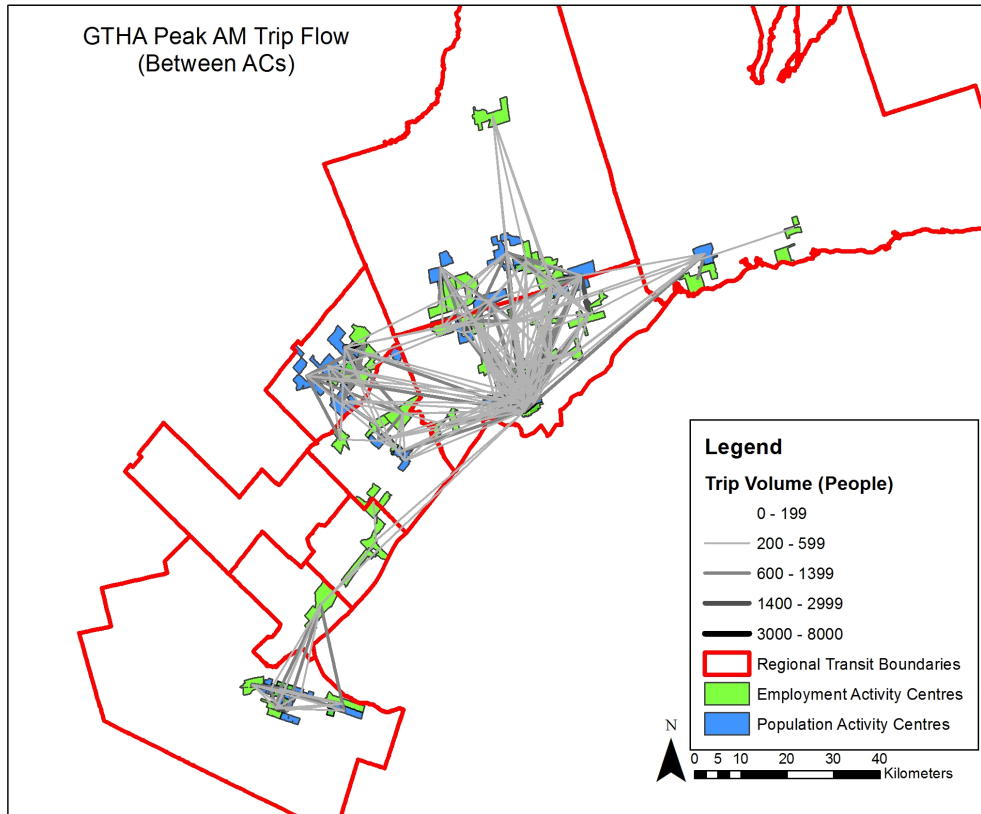 GTHA Peak AM Trip Flow
(Between ACs)
Legend
Trip Volume (People)
0 - 199
200 - 599
600 - 1399
1400 - 2999
3000 - 8000
Regional Transit Boundaries
Employment Activity Centres
Population Activity Centres
N
0 5 10 20 30 40
Kilometers